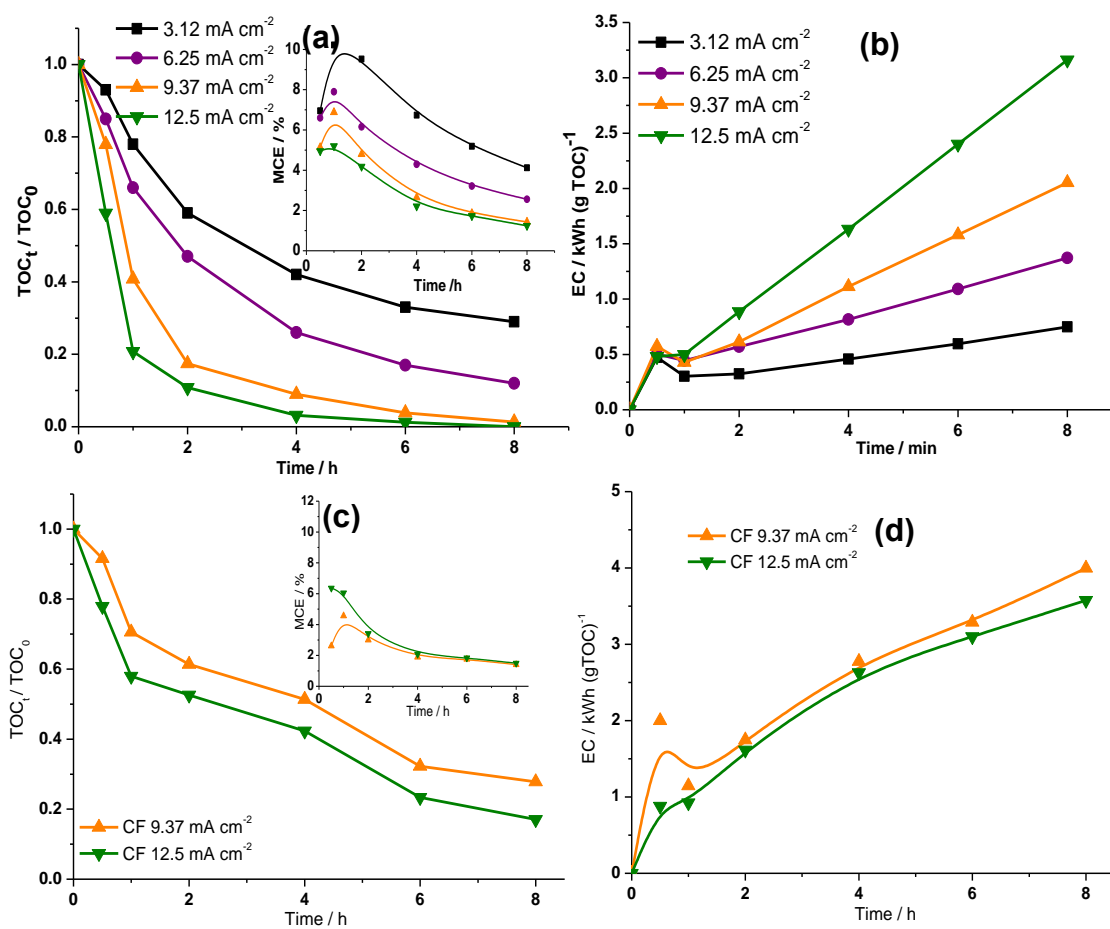 3.12 mA cm-2
6.25 mA cm-2
9.37 mA cm-2
12.5 mA cm-2
(a)
TOCt / TOC0
1.0
0.8
0.6
0.4
0.2
0.0
0 2 4 6 8
Time / h
MCE / %
10
8
6
4
2
0
0 2 4 6 8
Time /h
(b)
3.12 mA cm-2
6.25 mA cm-2
9.37 mA cm-2
12.5 mA cm-2
EC / kWh (g TOC)-1
3.5
3.0
2.5
2.0
1.5
1.0
0.5
0.0
0 2 4 6 8
Time / min
(c)
TOCt / TOC0
1.0
0.8
0.6
0.4
0.2
0.0
0 2 4 6 8
Time / h
CF 9.37 mA cm-2
CF 12.5 mA cm-2
MCE / %
12
10
8
6
4
2
0
0 2 4 6 8
Time / h
(d)
CF 9.37 mA cm-2
CF 12.5 mA cm-2
EC / kWh (gTOC)-1
5
4
3
2
1
0
0 2 4 6 8
Time / h